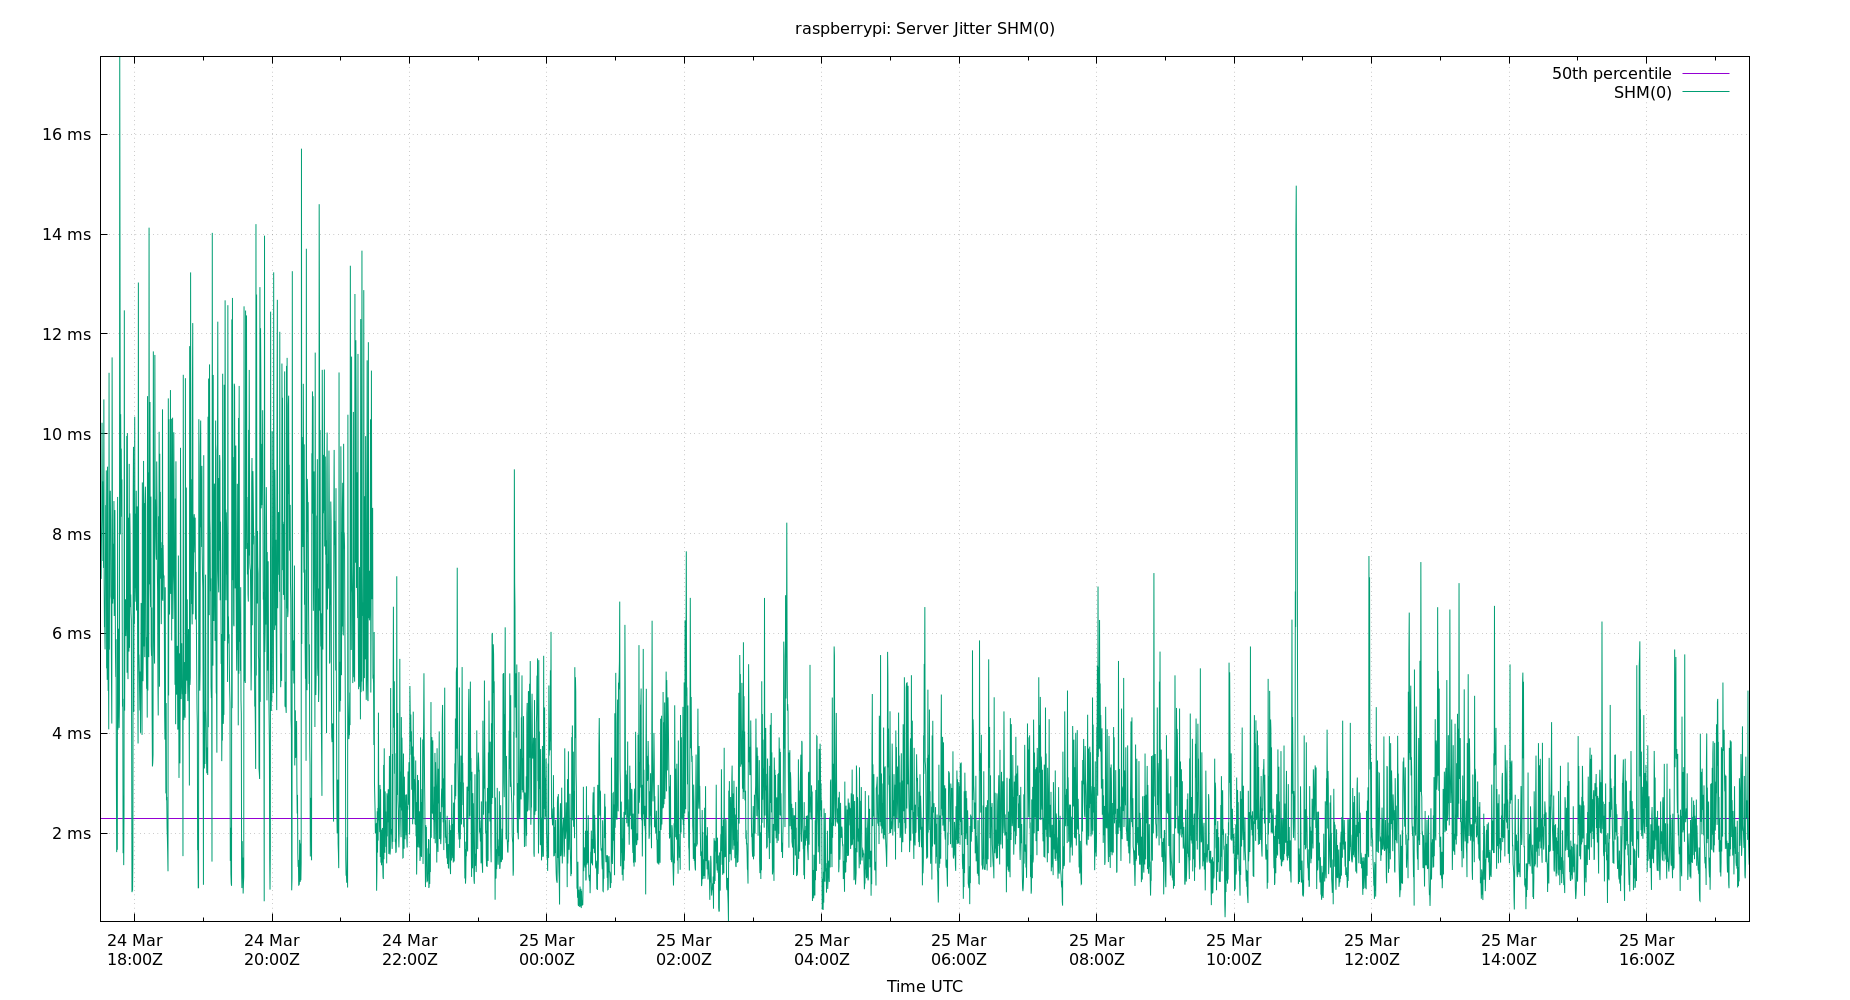 raspberrypi: Server Jitter SHM(0)
50th percentile
SHM(0)
16 ms
14 ms
12 ms
10 ms
8 ms
6 ms
4 ms
2 ms
24 Mar 24 Mar 24 Mar 25 Mar 25 Mar 25 Mar 25 Mar 25 Mar 25 Mar 25 Mar 25 Mar 25 Mar
18:00Z 20:00Z 22:00Z 00:00Z 02:00Z 04:00Z 06:00Z 08:00Z 10:00Z 12:00Z 14:00Z 16:00Z
Time UTC